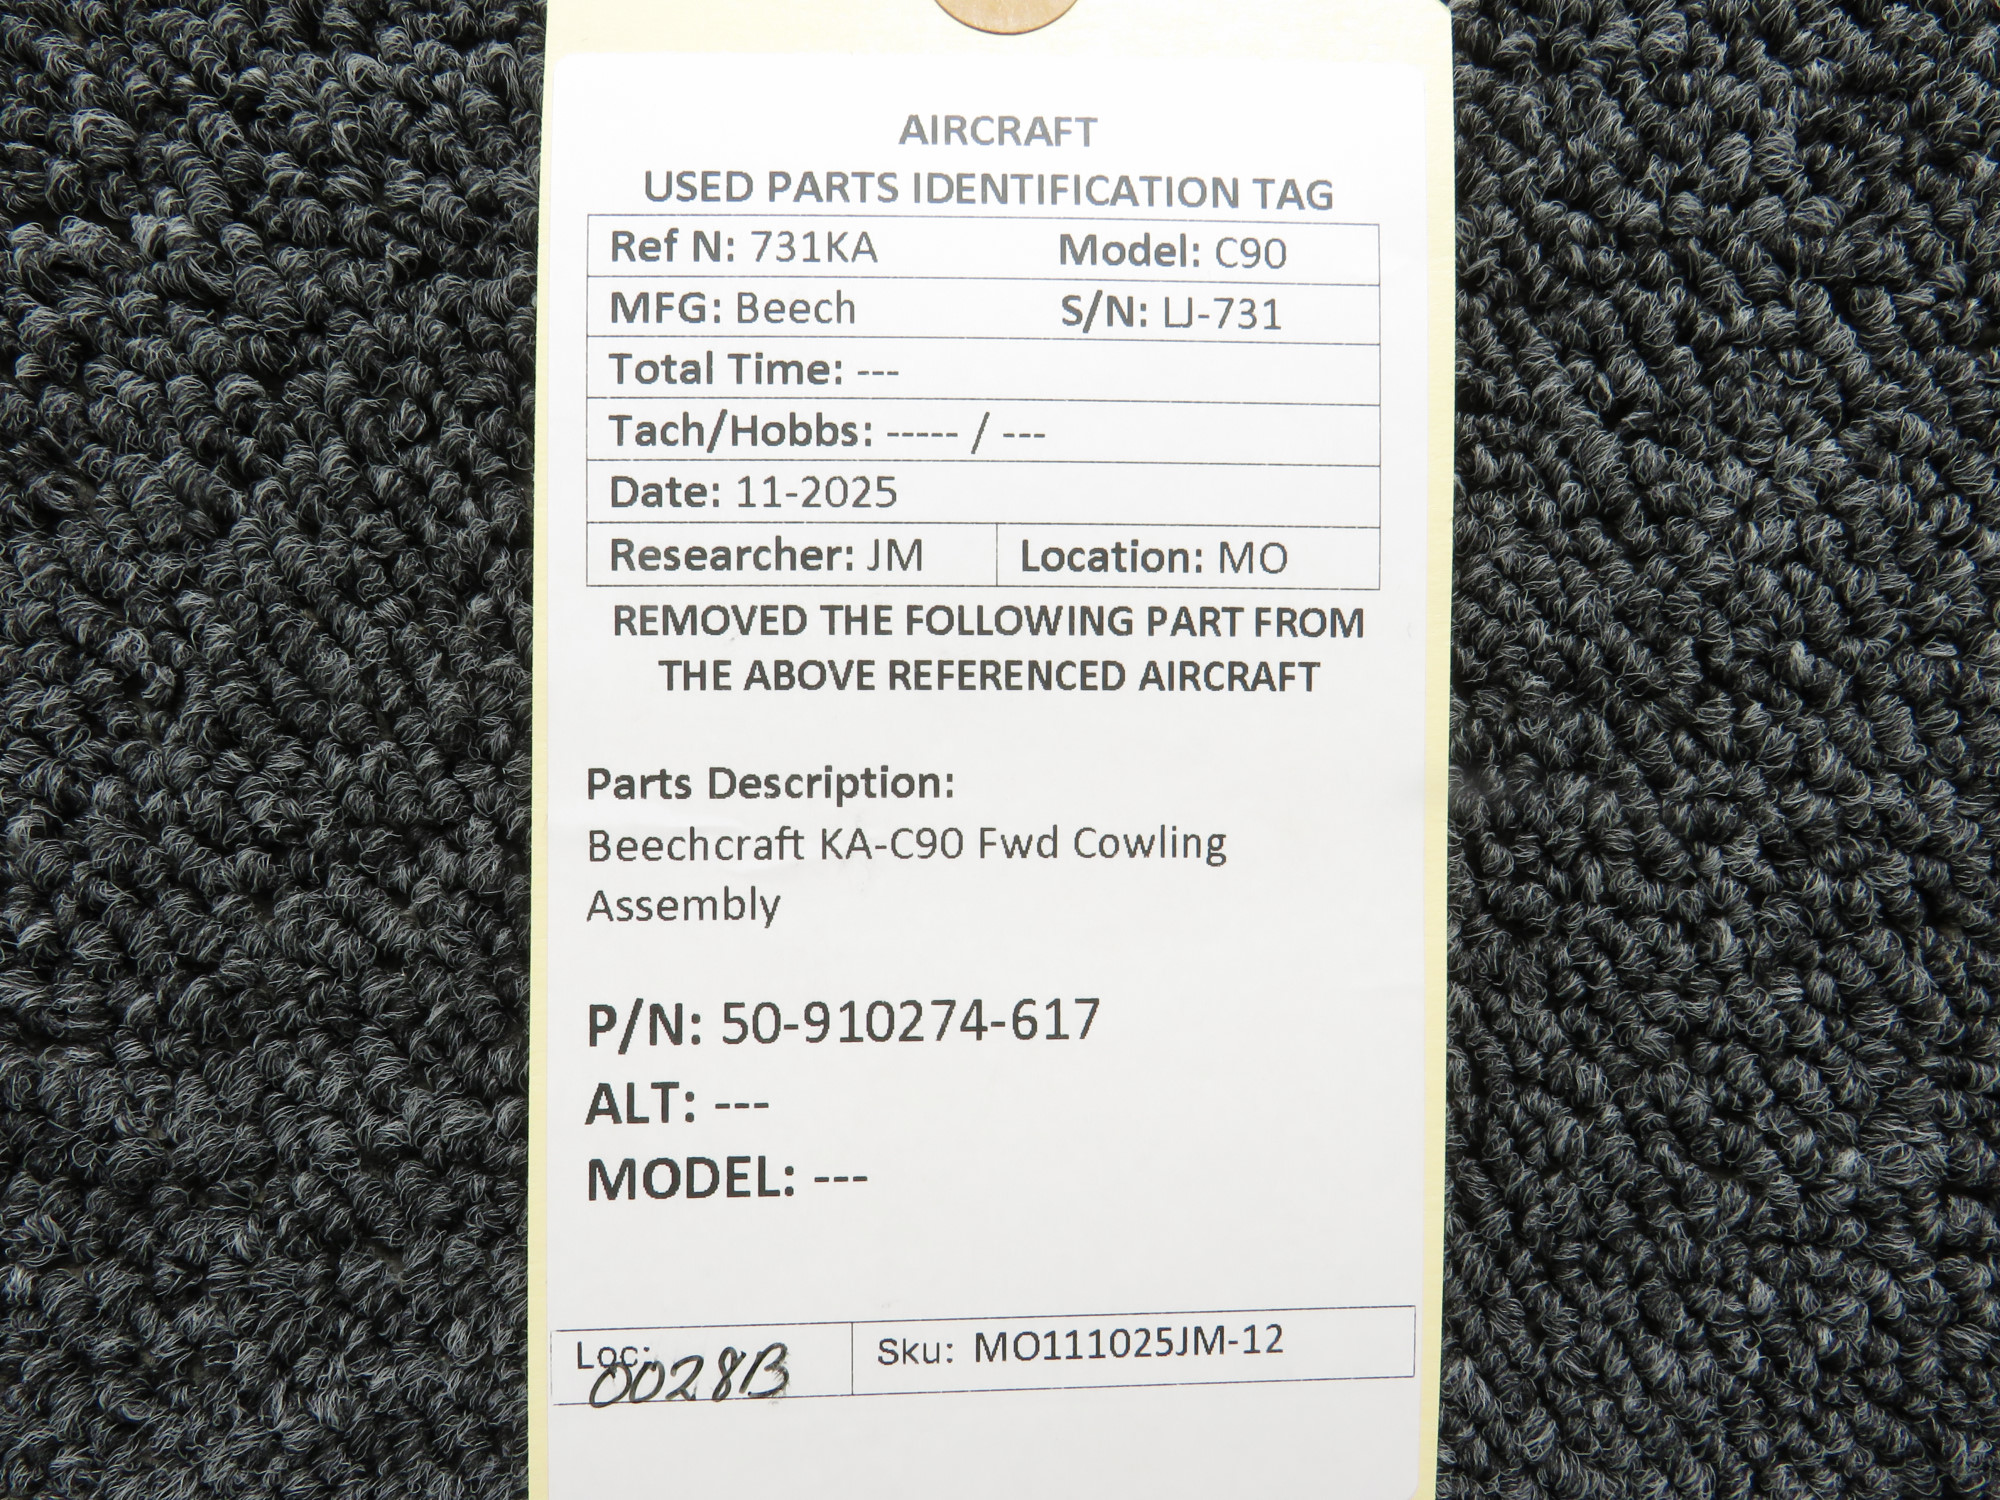 AIRCRAFT
USED PARTS IDENTIFICATION TAG
Ref N: 731KA Model: C90
MFG: Beech S/N: LJ-731
Total Time: ---
Tach/Hobbs: ----- / ---
Date: 11-2025
Researcher: JM Location: MO
REMOVED THE FOLLOWING PART FROM
THE ABOVE REFERENCED AIRCRAFT
Parts Description:
Beechcraft KA-C90 Fwd Cowling
Assembly
P/N: 50-910274-617
ALT: ---
MODEL: ---
Loc: 0028B Sku: MO111025JM-12